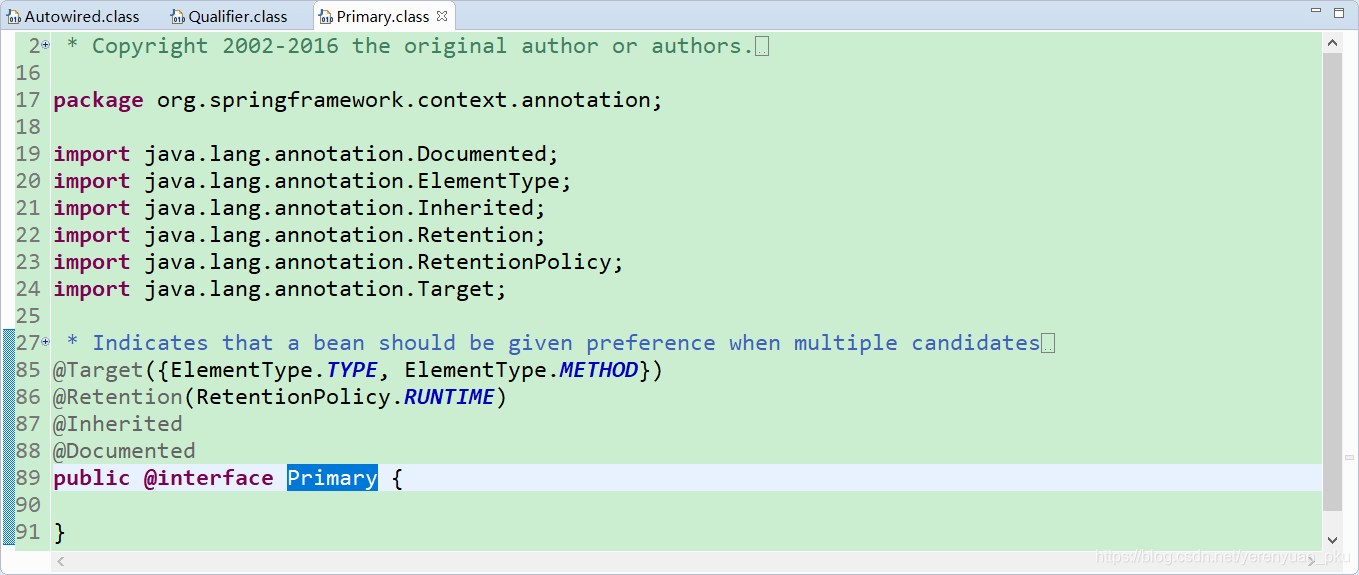 Autowired.class Qualifier.class Primary.class
2 * Copyright 2002-2016 the original author or authors.
16
17 package org.springframework.context.annotation;
18
19 import java.lang.annotation.Documented;
20 import java.lang.annotation.ElementType;
21 import java.lang.annotation.Inherited;
22 import java.lang.annotation.Retention;
23 import java.lang.annotation.RetentionPolicy;
24 import java.lang.annotation.Target;
25
27 * Indicates that a bean should be given preference when multiple candidates
85 @Target({ElementType.TYPE, ElementType.METHOD})
86 @Retention(RetentionPolicy.RUNTIME)
87 @Inherited
88 @Documented
89 public @interface Primary {
90
91 }
https://blog.csdn.net/yerenyuan_pku